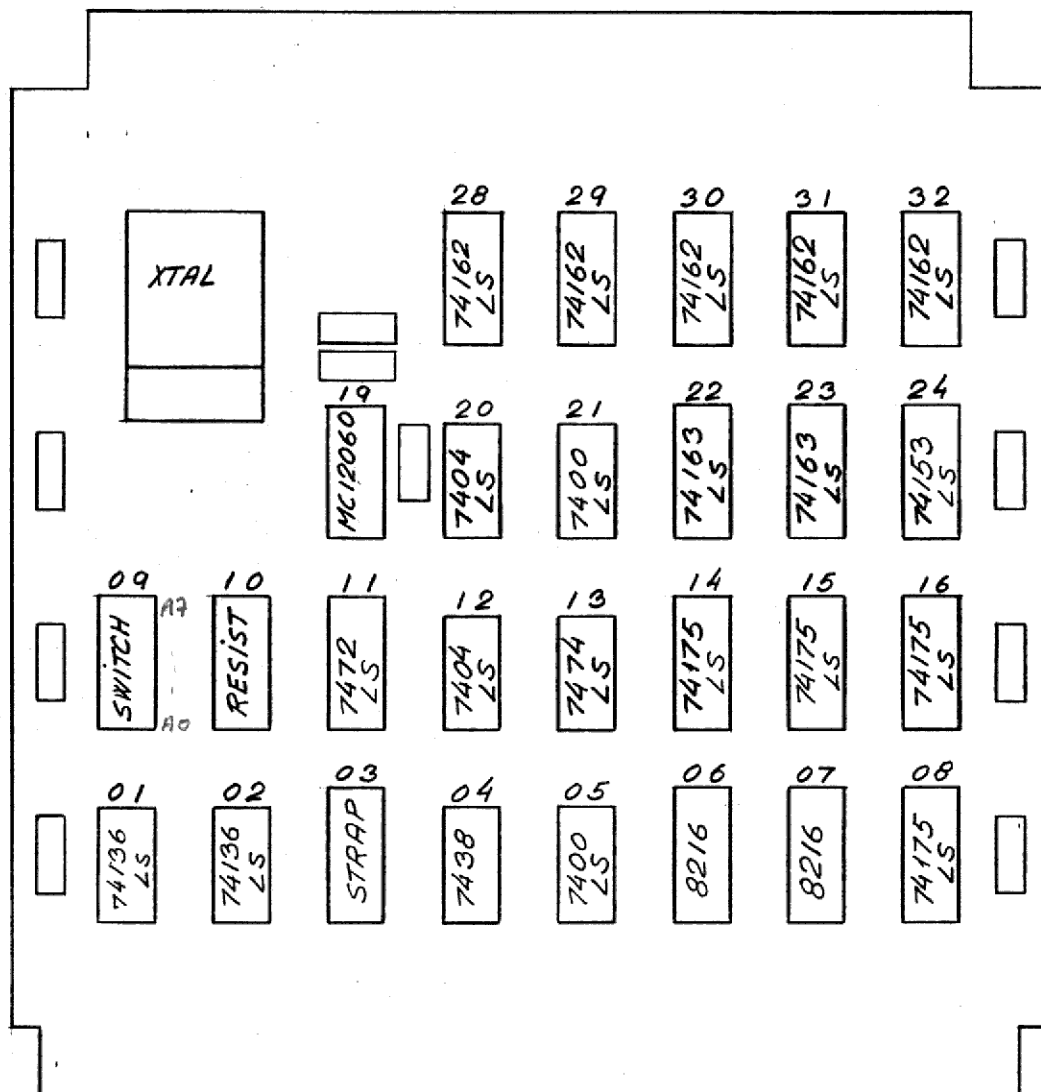 28 29 30 31 32
XTAL
74162 LS
74162 LS
74162 LS
74162 LS
74162 LS
19 20 21 22 23 24
MC12060
7404 LS
7400 LS
74163 LS
74163 LS
74153 LS
09 10 11 12 13 14 15 16
SWITCH
A7
A0
RESIST
7472 LS
7404 LS
7474 LS
74175 LS
74175 LS
74175 LS
01 02 03 04 05 06 07 08
74136 LS
74136 LS
STRAP
7438
7400 LS
8216
8216
74175 LS